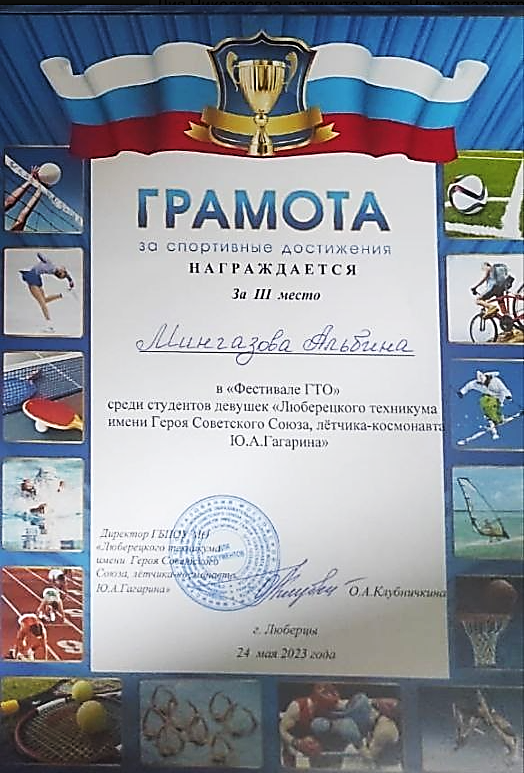 ГРАМОТА
за спортивные достижения
НАГРАЖДАЕТСЯ
За III место
Мингазова Альбина
в «Фестивале ГТО»
среди студентов девушек «Люберецкого техникума
имени Героя Советского Союза, лётчика-космонавта
Ю.А.Гагарина»
Директор ГБПОУ МО
«Люберецкого техникума
имени Героя Советского
Союза, лётчика-космонавта
Ю.А.Гагарина»
О.А.Клубничкина
ДЛЯ
ДОКУМЕНТОВ
г. Люберцы
24 мая 2023 года